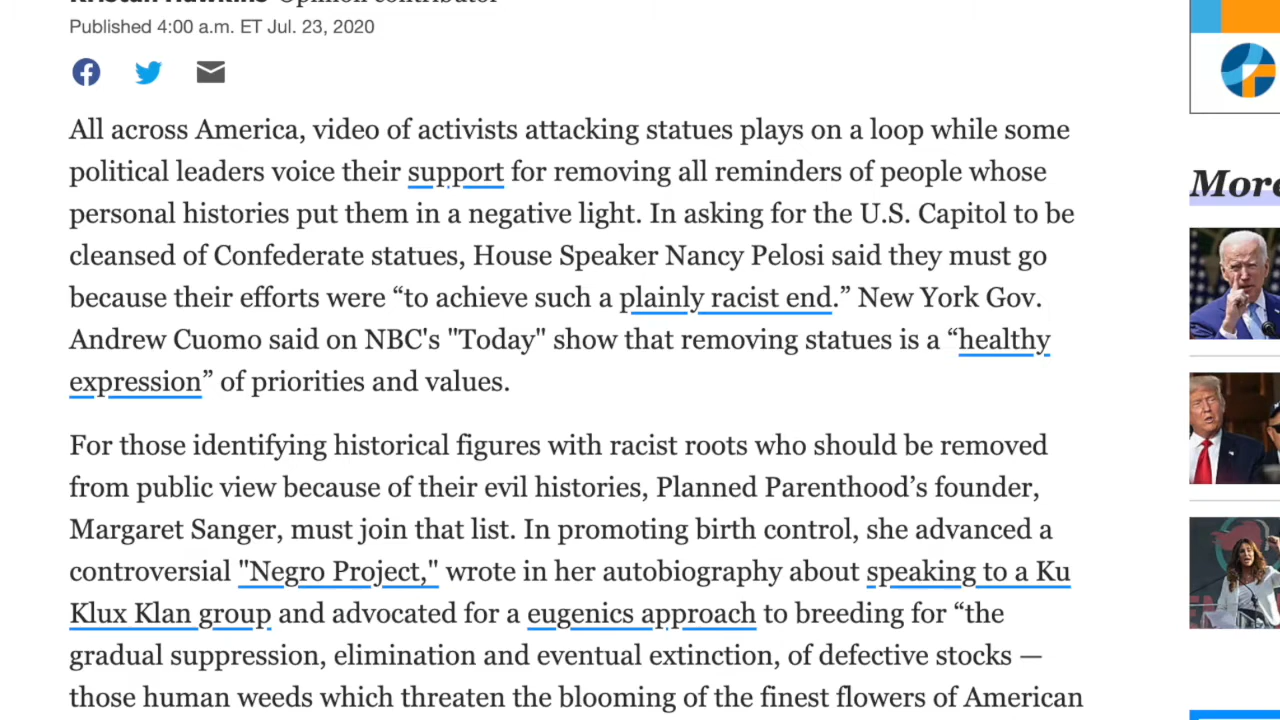 Kristan Hawkins Opinion contributor
Published 4:00 a.m. ET Jul. 23, 2020
All across America, video of activists attacking statues plays on a loop while some
political leaders voice their support for removing all reminders of people whose
personal histories put them in a negative light. In asking for the U.S. Capitol to be
cleansed of Confederate statues, House Speaker Nancy Pelosi said they must go
because their efforts were “to achieve such a plainly racist end.” New York Gov.
Andrew Cuomo said on NBC's "Today" show that removing statues is a “healthy
expression” of priorities and values.
For those identifying historical figures with racist roots who should be removed
from public view because of their evil histories, Planned Parenthood’s founder,
Margaret Sanger, must join that list. In promoting birth control, she advanced a
controversial "Negro Project," wrote in her autobiography about speaking to a Ku
Klux Klan group and advocated for a eugenics approach to breeding for “the
gradual suppression, elimination and eventual extinction, of defective stocks —
those human weeds which threaten the blooming of the finest flowers of American
More